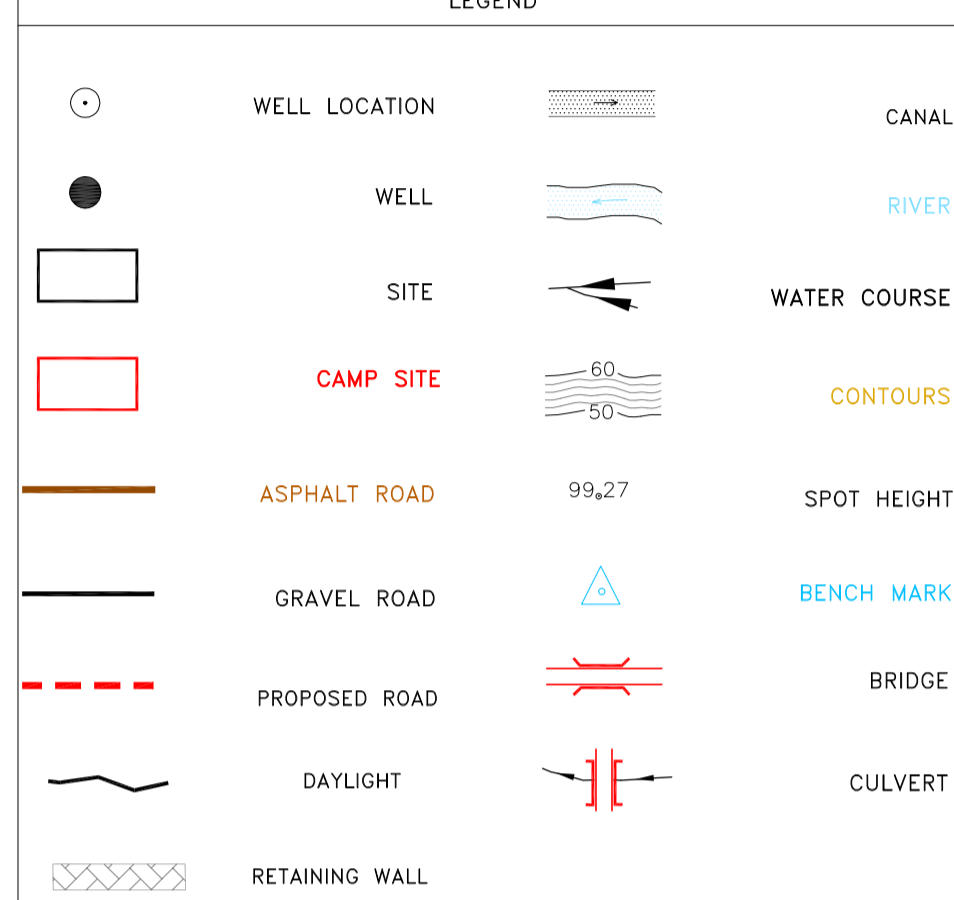 LEGEND
WELL LOCATION
CANAL
WELL
RIVER
SITE
WATER COURSE
CAMP SITE
60
50
CONTOURS
ASPHALT ROAD
99.27
SPOT HEIGHT
GRAVEL ROAD
BENCH MARK
PROPOSED ROAD
BRIDGE
DAYLIGHT
CULVERT
RETAINING WALL